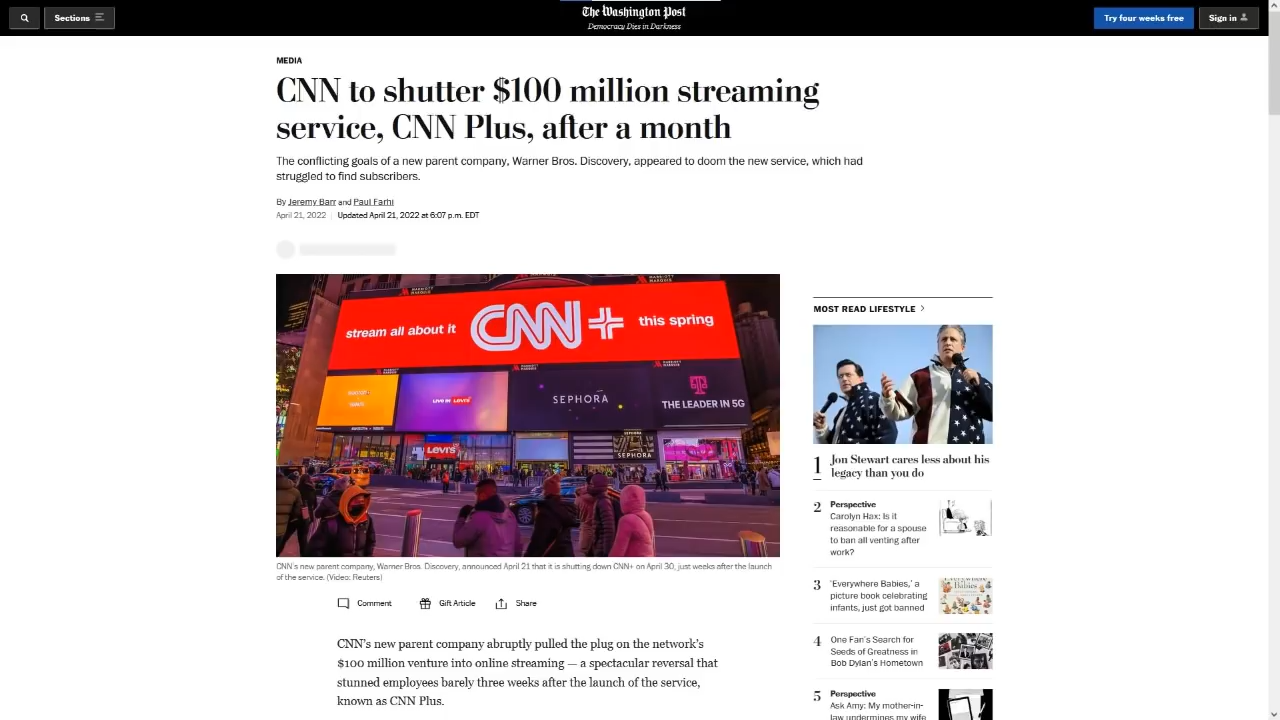 Sections
The Washington Post
Democracy Dies in Darkness
Try four weeks free
Sign in
MEDIA
CNN to shutter $100 million streaming
service, CNN Plus, after a month
The conflicting goals of a new parent company, Warner Bros. Discovery, appeared to doom the new service, which had
struggled to find subscribers.
By Jeremy Barr and Paul Farhi
April 21, 2022 | Updated April 21, 2022 at 6:07 p.m. EDT
MARRIOTT
MARQUIS
stream all about it
CNN+
this spring
LIVE IN LEVI'S
SEPHORA
THE LEADER IN 5G
LEVI'S
SEPHORA
CNN's new parent company, Warner Bros. Discovery, announced April 21 that it is shutting down CNN+ on April 30, just weeks after the launch
of the service. (Video: Reuters)
Comment
Gift Article
Share
CNN's new parent company abruptly pulled the plug on the network's
$100 million venture into online streaming — a spectacular reversal that
stunned employees barely three weeks after the launch of the service,
known as CNN Plus.
MOST READ LIFESTYLE
1 Jon Stewart cares less about his
legacy than you do
2 Perspective
Carolyn Hax: Is it
reasonable for a spouse
to ban all venting after
work?
3 'Everywhere Babies,' a
picture book celebrating
infants, just got banned
4 One Fan's Search for
Seeds of Greatness in
Bob Dylan's Hometown
5 Perspective
Ask Amy: My mother-in-
law undermines my wife